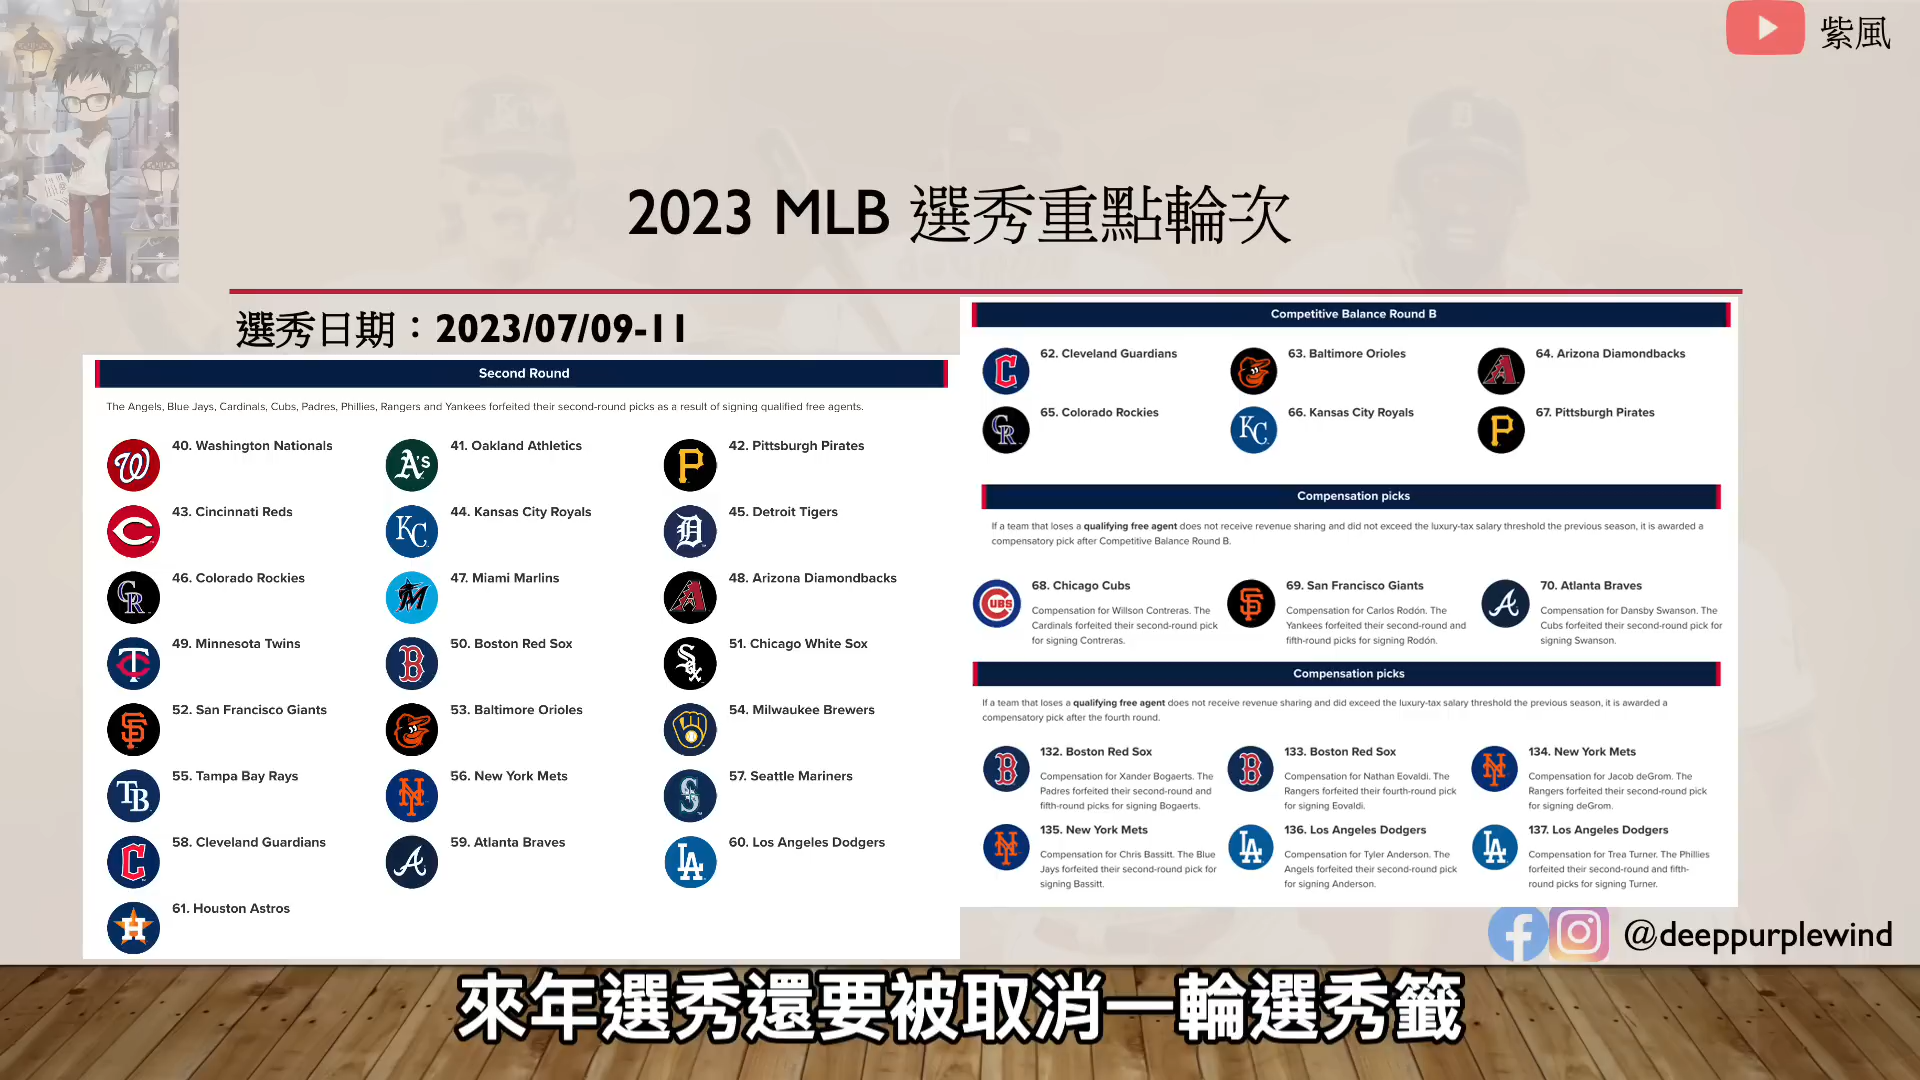 紫風
2023 MLB 選秀重點輪次
選秀日期：2023/07/09-11
Second Round
The Angels, Blue Jays, Cardinals, Cubs, Padres, Phillies, Rangers and Yankees forfeited their second-round picks as a result of signing qualified free agents.
40. Washington Nationals
41. Oakland Athletics
42. Pittsburgh Pirates
43. Cincinnati Reds
44. Kansas City Royals
45. Detroit Tigers
46. Colorado Rockies
47. Miami Marlins
48. Arizona Diamondbacks
49. Minnesota Twins
50. Boston Red Sox
51. Chicago White Sox
52. San Francisco Giants
53. Baltimore Orioles
54. Milwaukee Brewers
55. Tampa Bay Rays
56. New York Mets
57. Seattle Mariners
58. Cleveland Guardians
59. Atlanta Braves
60. Los Angeles Dodgers
61. Houston Astros
Competitive Balance Round B
62. Cleveland Guardians
63. Baltimore Orioles
64. Arizona Diamondbacks
65. Colorado Rockies
66. Kansas City Royals
67. Pittsburgh Pirates
Compensation picks
If a team that loses a qualifying free agent does not receive revenue sharing and did not exceed the luxury-tax salary threshold the previous season, it is awarded a
compensatory pick after Competitive Balance Round B.
68. Chicago Cubs
Compensation for Willson Contreras. The
Cardinals forfeited their second-round pick
for signing Contreras.
69. San Francisco Giants
Compensation for Carlos Rodón. The
Yankees forfeited their second-round and
fifth-round picks for signing Rodón.
70. Atlanta Braves
Compensation for Dansby Swanson. The
Cubs forfeited their second-round pick for
signing Swanson.
Compensation picks
If a team that loses a qualifying free agent does not receive revenue sharing and did exceed the luxury-tax salary threshold the previous season, it is awarded a
compensatory pick after the fourth round.
132. Boston Red Sox
Compensation for Xander Bogaerts. The
Padres forfeited their second-round and
fifth-round picks for signing Bogaerts.
133. Boston Red Sox
Compensation for Nathan Eovaldi. The
Rangers forfeited their fourth-round pick
for signing Eovaldi.
134. New York Mets
Compensation for Jacob deGrom. The
Rangers forfeited their second-round pick
for signing deGrom.
135. New York Mets
Compensation for Chris Bassitt. The Blue
Jays forfeited their second-round pick for
signing Bassitt.
136. Los Angeles Dodgers
Compensation for Tyler Anderson. The
Angels forfeited their second-round pick
for signing Anderson.
137. Los Angeles Dodgers
Compensation for Trea Turner. The Phillies
forfeited their second-round and fifth-
round picks for signing Turner.
@deeppurplewind
來年選秀還要被取消一輪選秀籤